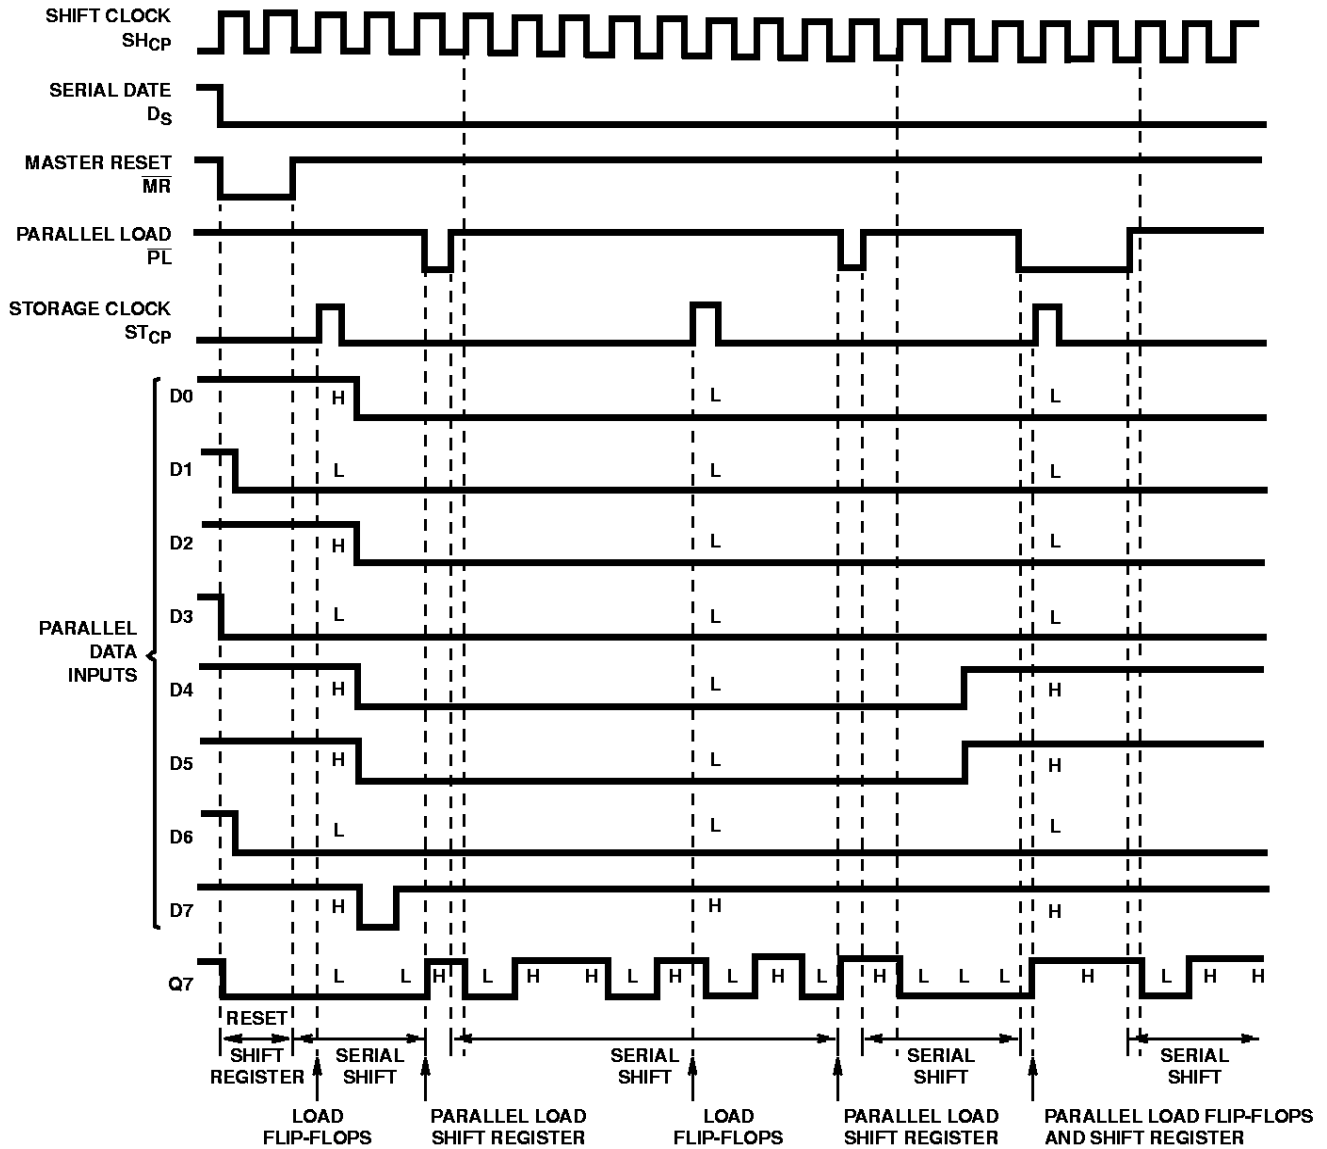 SHIFT CLOCK
SHCP
SERIAL DATE
DS
MASTER RESET
MR
PARALLEL LOAD
PL
STORAGE CLOCK
STCP
D0 H L L
D1 L L L
D2 H L L
D3 L L L
PARALLEL
DATA
INPUTS
D4 H L H
D5 H L H
D6 L L L
D7 H H H
Q7 L L H L H H L H L H L H L L L H L H H
RESET
SHIFT
REGISTER
SERIAL
SHIFT
SERIAL
SHIFT
SERIAL
SHIFT
SERIAL
SHIFT
LOAD
FLIP-FLOPS
PARALLEL LOAD
SHIFT REGISTER
LOAD
FLIP-FLOPS
PARALLEL LOAD
SHIFT REGISTER
PARALLEL LOAD FLIP-FLOPS
AND SHIFT REGISTER